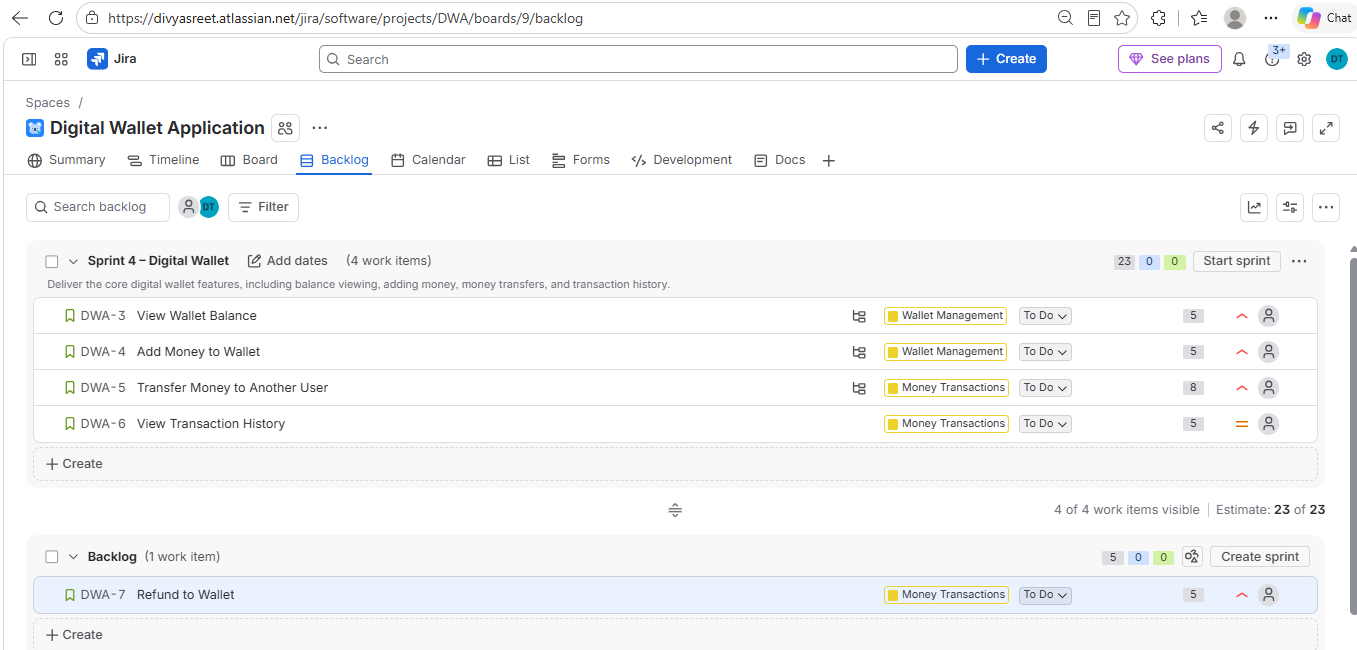 https://divyasreet.atlassian.net/jira/software/projects/DWA/boards/9/backlog
Chat
Jira
Search
Create
See plans
3+
DT
Spaces /
Digital Wallet Application
Summary Timeline Board Backlog Calendar List Forms Development Docs
Search backlog DT Filter
Sprint 4 – Digital Wallet Add dates (4 work items) 23 0 0 Start sprint
Deliver the core digital wallet features, including balance viewing, adding money, money transfers, and transaction history.
DWA-3 View Wallet Balance Wallet Management To Do 5
DWA-4 Add Money to Wallet Wallet Management To Do 5
DWA-5 Transfer Money to Another User Money Transactions To Do 8
DWA-6 View Transaction History Money Transactions To Do 5
+ Create
4 of 4 work items visible Estimate: 23 of 23
Backlog (1 work item) 5 0 0 Create sprint
DWA-7 Refund to Wallet Money Transactions To Do 5
+ Create